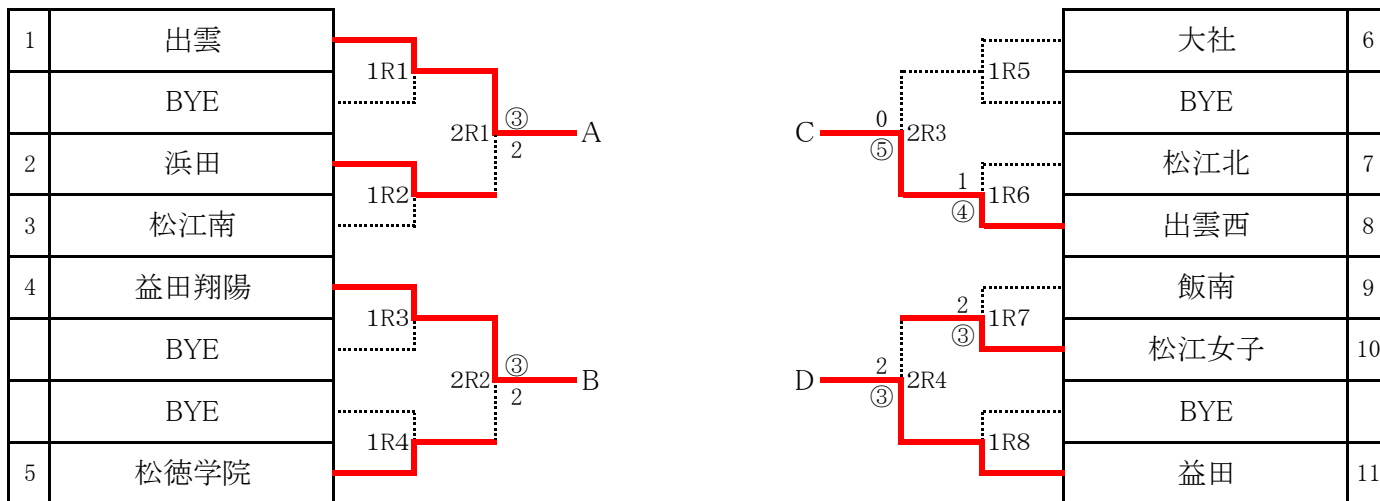 1 出雲
1R1
BYE
2R1 ③ A
2
2 浜田
1R2
3 松江南
4 益田翔陽
1R3
BYE
2R2 ③ B
2
BYE
1R4
5 松徳学院
大社 6
1R5
BYE
C 0 2R3
⑤
松江北 7
1 1R6
④
出雲西 8
飯南 9
2 1R7
③
松江女子 10
D 2 2R4
③
BYE
1R8
益田 11